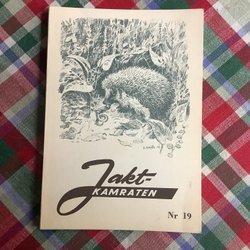 Jakt-
KAMRATEN
Nr 19